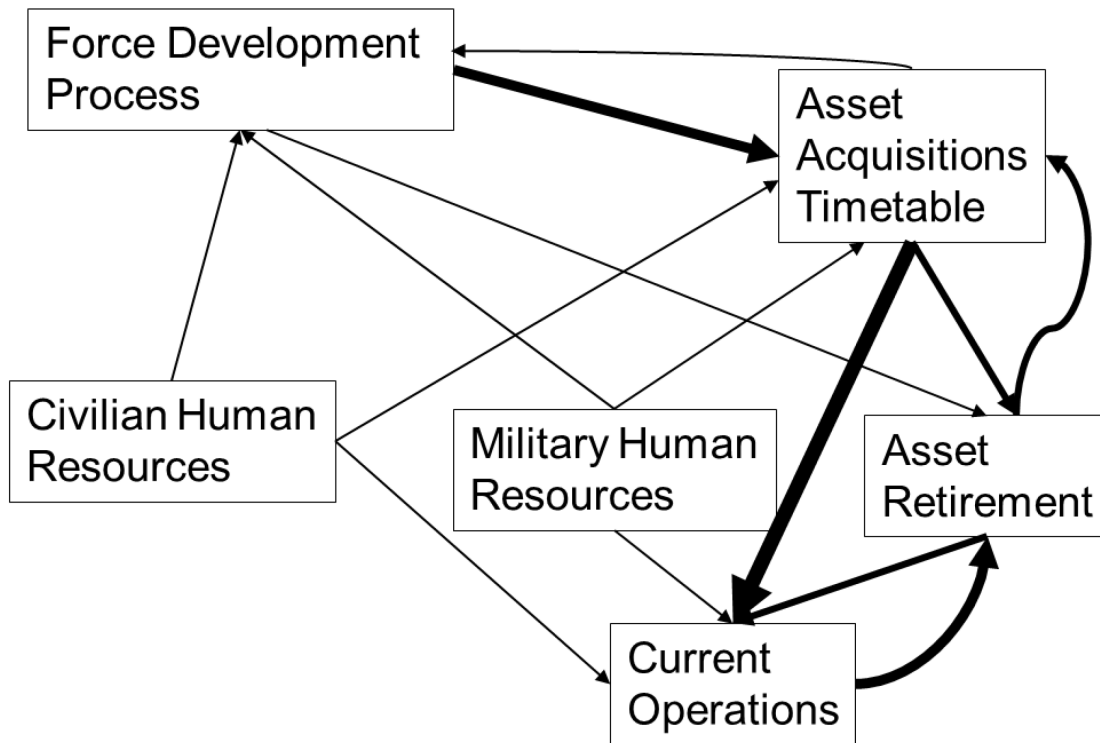 Force Development
Process
Asset
Acquisitions
Timetable
Civilian Human
Resources
Military Human
Resources
Asset
Retirement
Current
Operations